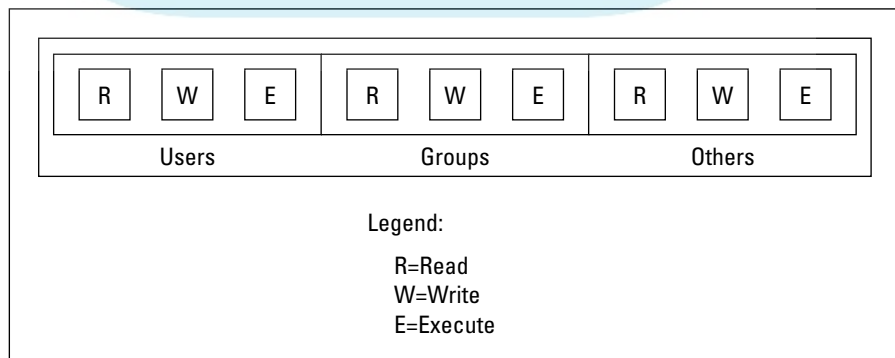 R W E R W E R W E
Users Groups Others
Legend:
R=Read
W=Write
E=Execute